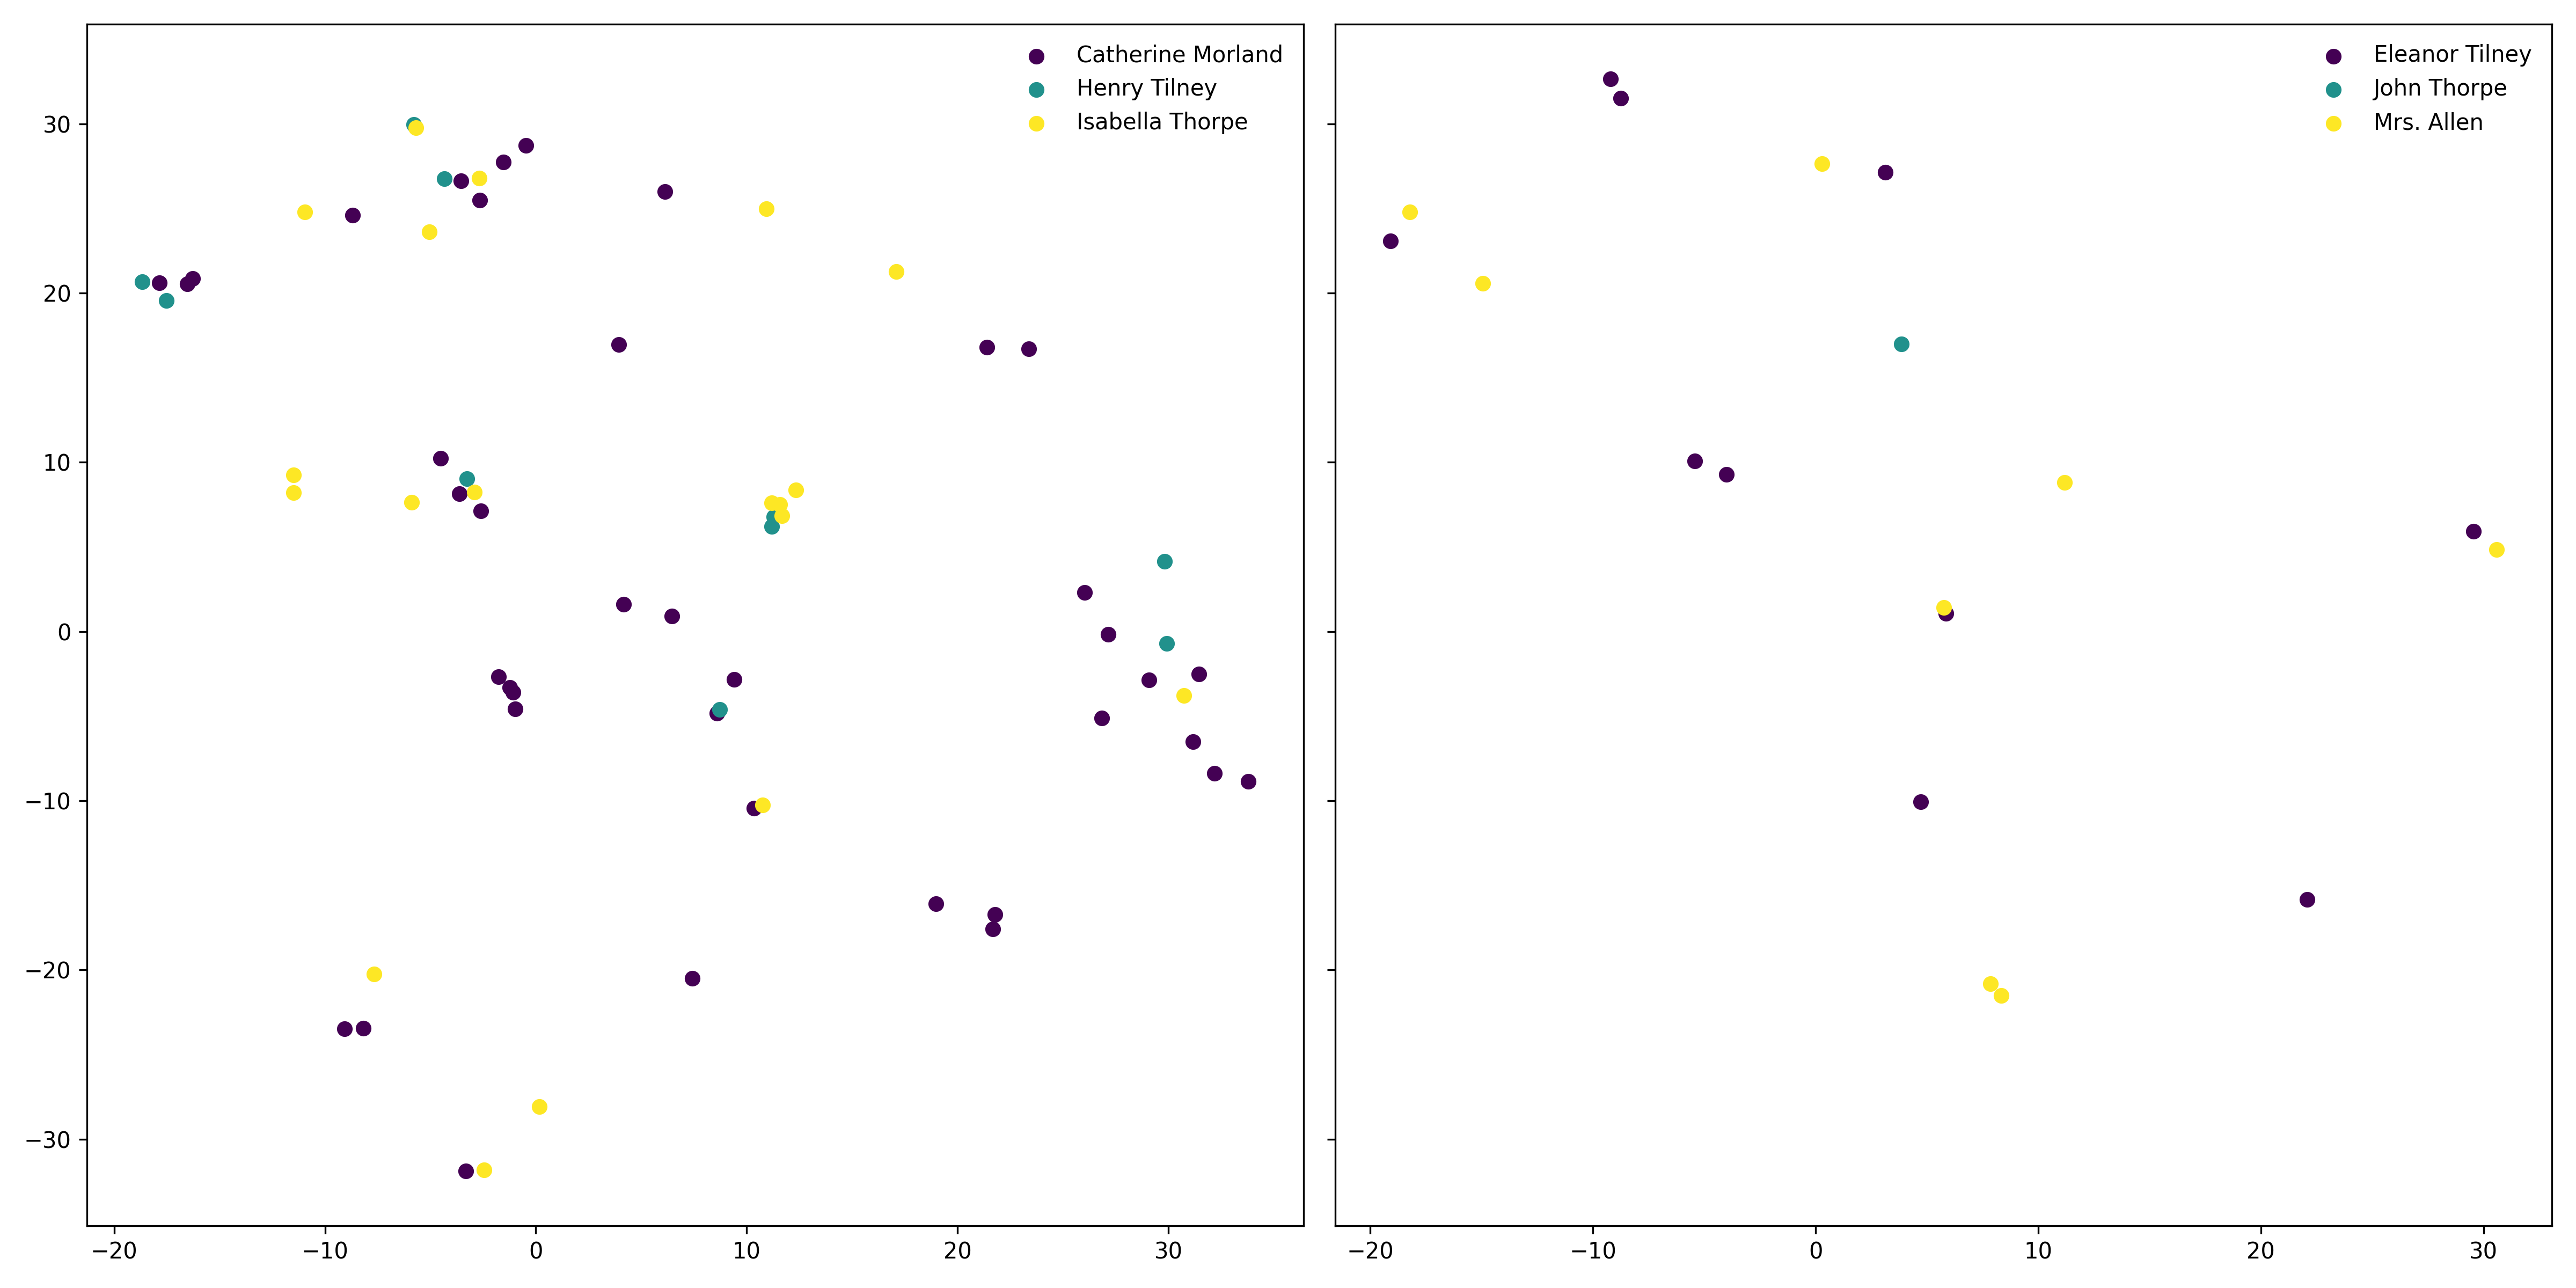 Catherine Morland
Henry Tilney
Isabella Thorpe
30
20
10
0
−10
−20
−30
−20 −10 0 10 20 30
Eleanor Tilney
John Thorpe
Mrs. Allen
−20 −10 0 10 20 30